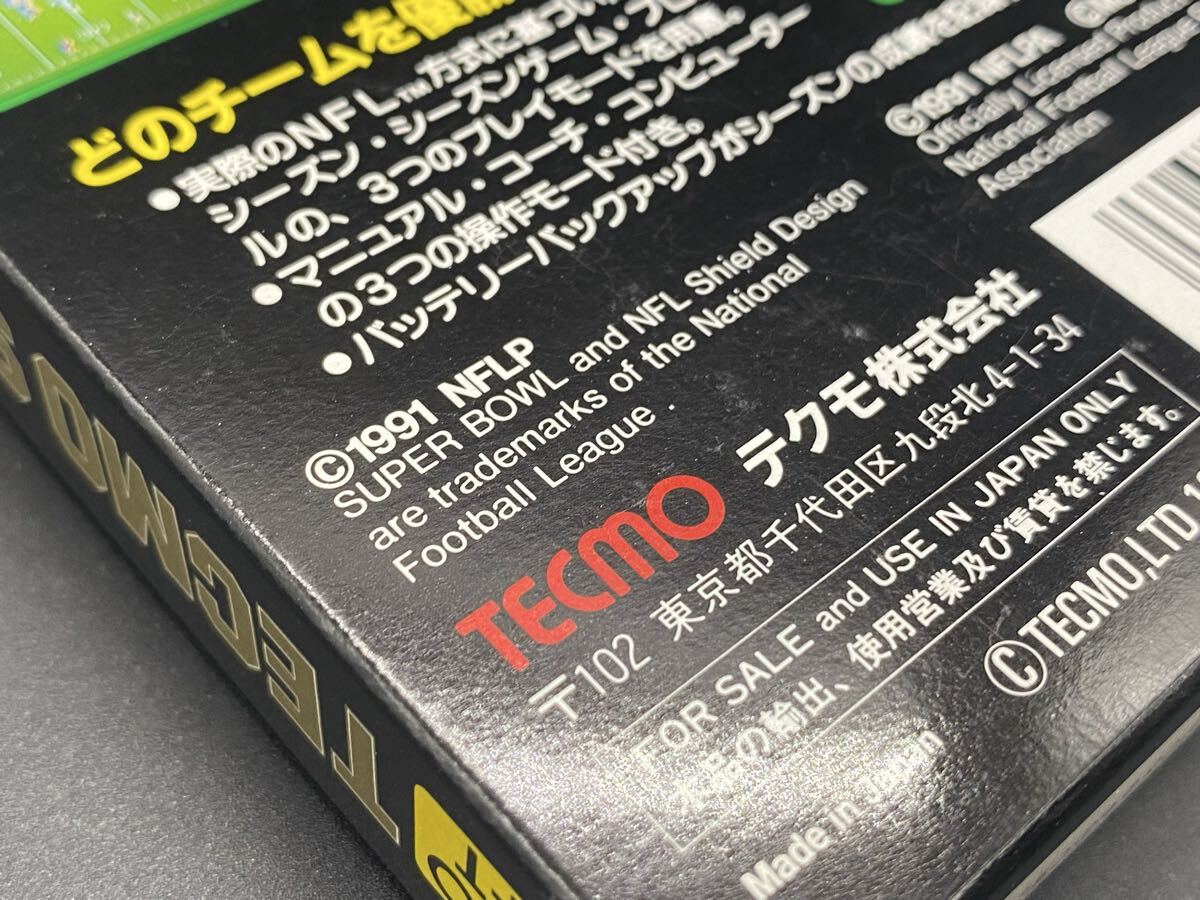 どのチームを優
・実際のNFL™方式に基づい
シーズン・シーズンゲーム・プロ
ルの、3つのプレイモードを用意。
・マニュアル・コーチ・コンピューター
の3つの操作モード付き。
・バッテリーバックアップがシーズンの成績を記
©1991 NFLP
SUPER BOWL and NFL Shield Design
are trademarks of the National
Football League.
©1991 NFLPA
Officially Licensed Product
National Football League
Association
TECMO テクモ株式会社
〒102 東京都千代田区九段北4-1-34
FOR SALE and USE IN JAPAN ONLY
本品の輸出、使用営業及び賃貸を禁じます。
©TECMO,LTD
Made in Japan
TECMO